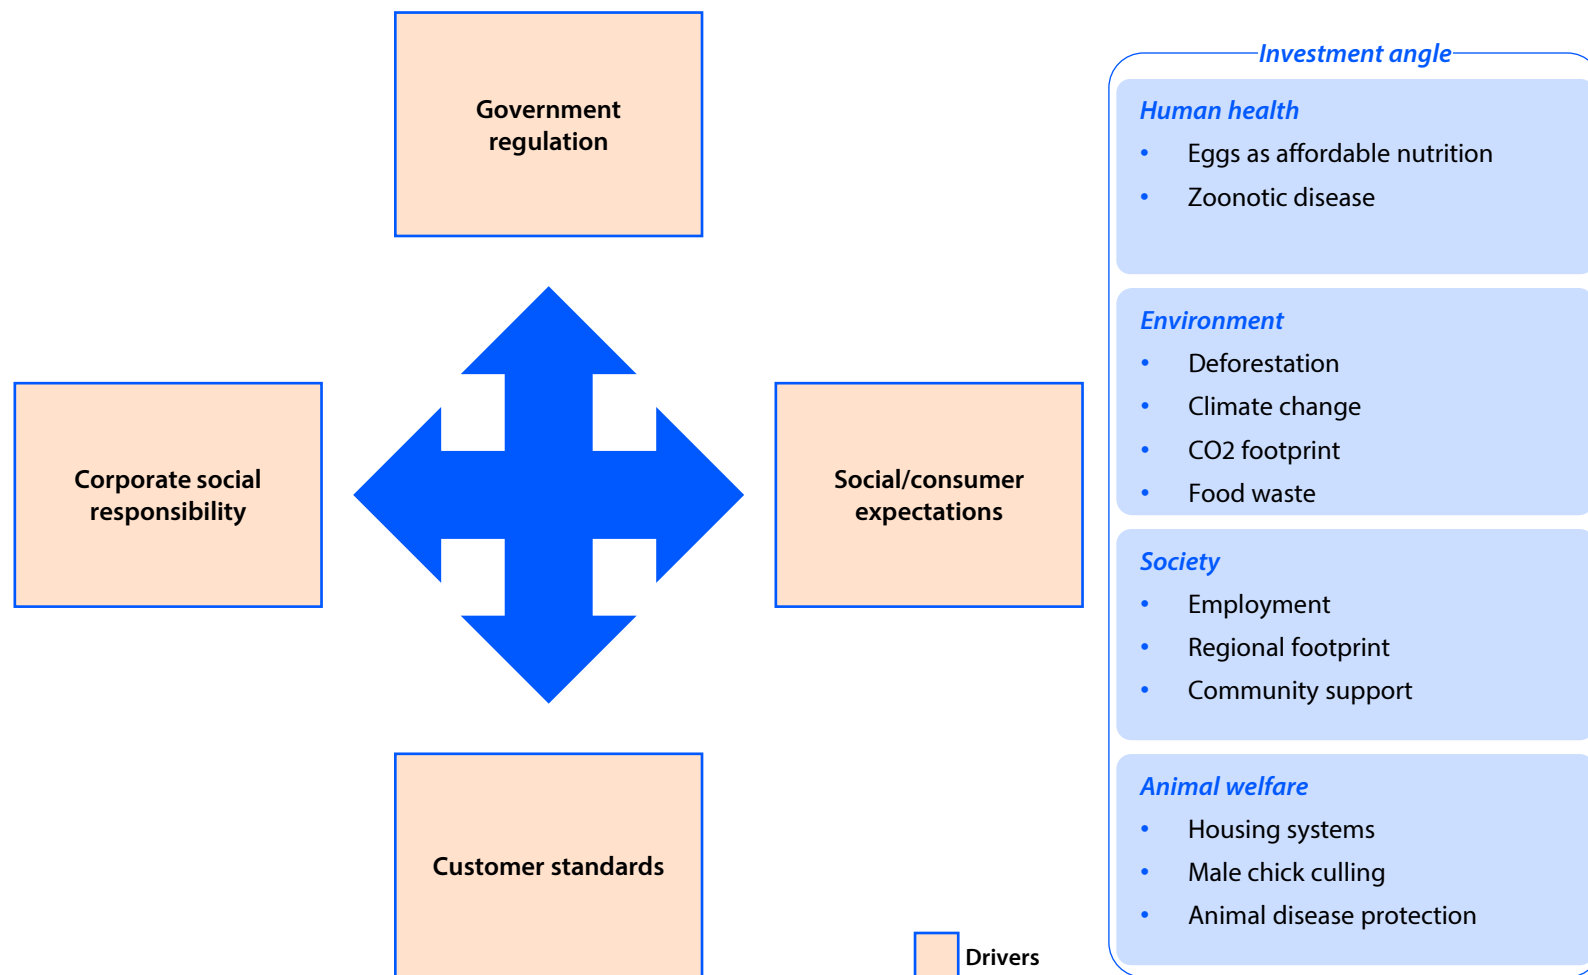 Government
regulation
Corporate social
responsibility
Social/consumer
expectations
Customer standards
Drivers
Investment angle
Human health
• Eggs as affordable nutrition
• Zoonotic disease
Environment
• Deforestation
• Climate change
• CO2 footprint
• Food waste
Society
• Employment
• Regional footprint
• Community support
Animal welfare
• Housing systems
• Male chick culling
• Animal disease protection